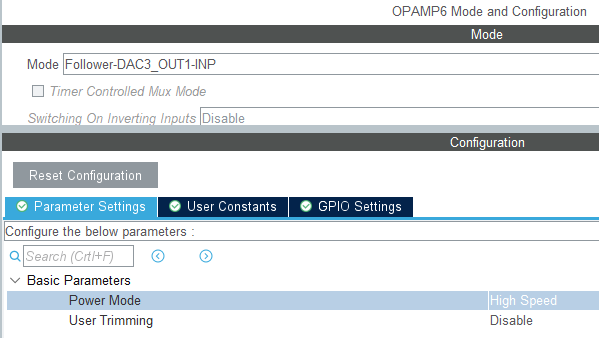 OPAMP6 Mode and Configuration
Mode
Mode Follower-DAC3_OUT1-INP
Timer Controlled Mux Mode
Switching On Inverting Inputs Disable
Configuration
Reset Configuration
Parameter Settings User Constants GPIO Settings
Configure the below parameters :
Search (Crtl+F)
Basic Parameters
Power Mode High Speed
User Trimming Disable